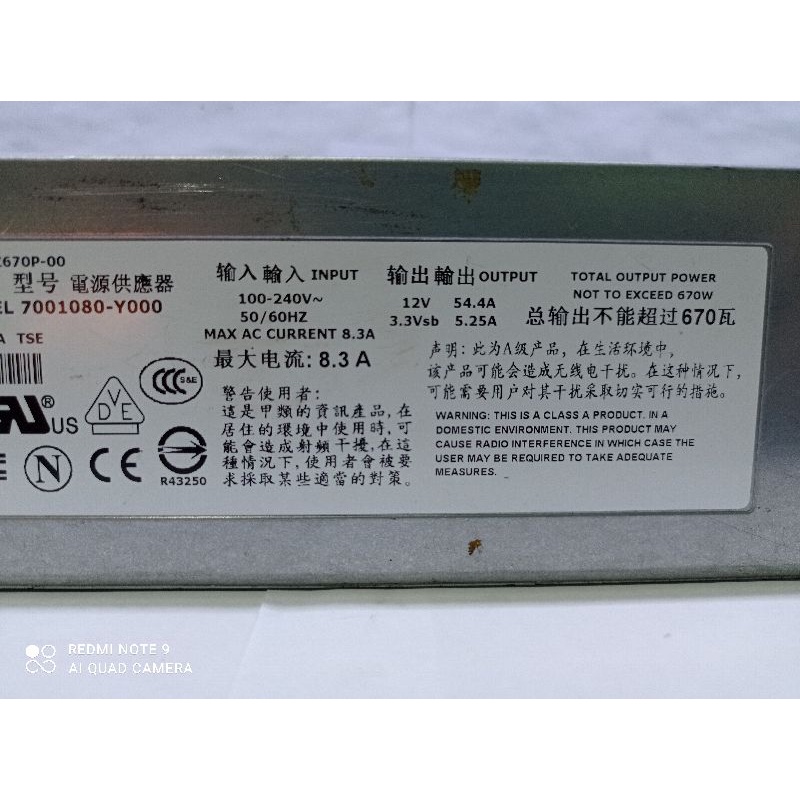 Z670P-00
型号 電源供應器
EL 7001080-Y000
A TSE
US
DVE
CCC S&E
N
CE
R43250
输入 輸入 INPUT
100-240V~
50/60HZ
MAX AC CURRENT 8.3A
最大电流: 8.3 A
警告使用者:
這是甲類的資訊產品, 在
居住的環境中使用時, 可
能會造成射頻干擾, 在這
種情況下, 使用者會被要
求採取某些適當的對策。
输出 輸出 OUTPUT
12V 54.4A
3.3Vsb 5.25A
TOTAL OUTPUT POWER
NOT TO EXCEED 670W
总输出不能超过670瓦
声明: 此为A级产品, 在生活环境中,
该产品可能会造成无线电干扰。在这种情况下,
可能需要用户对其干扰采取切实可行的措施。
WARNING: THIS IS A CLASS A PRODUCT. IN A
DOMESTIC ENVIRONMENT. THIS PRODUCT MAY
CAUSE RADIO INTERFERENCE IN WHICH CASE THE
USER MAY BE REQUIRED TO TAKE ADEQUATE
MEASURES.
REDMI NOTE 9
AI QUAD CAMERA